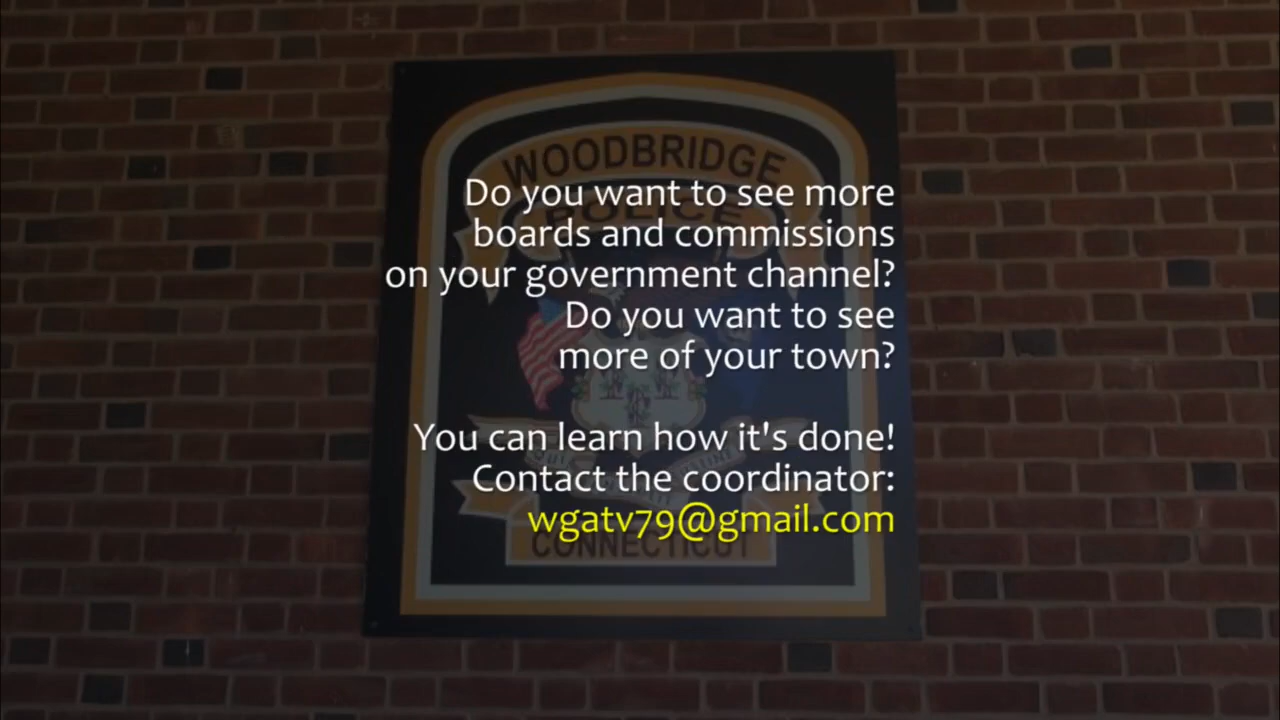 WOODBRIDGE
POLICE
Do you want to see more
boards and commissions
on your government channel?
Do you want to see
more of your town?
You can learn how it's done!
Contact the coordinator:
wgatv79@gmail.com
CONNECTICUT